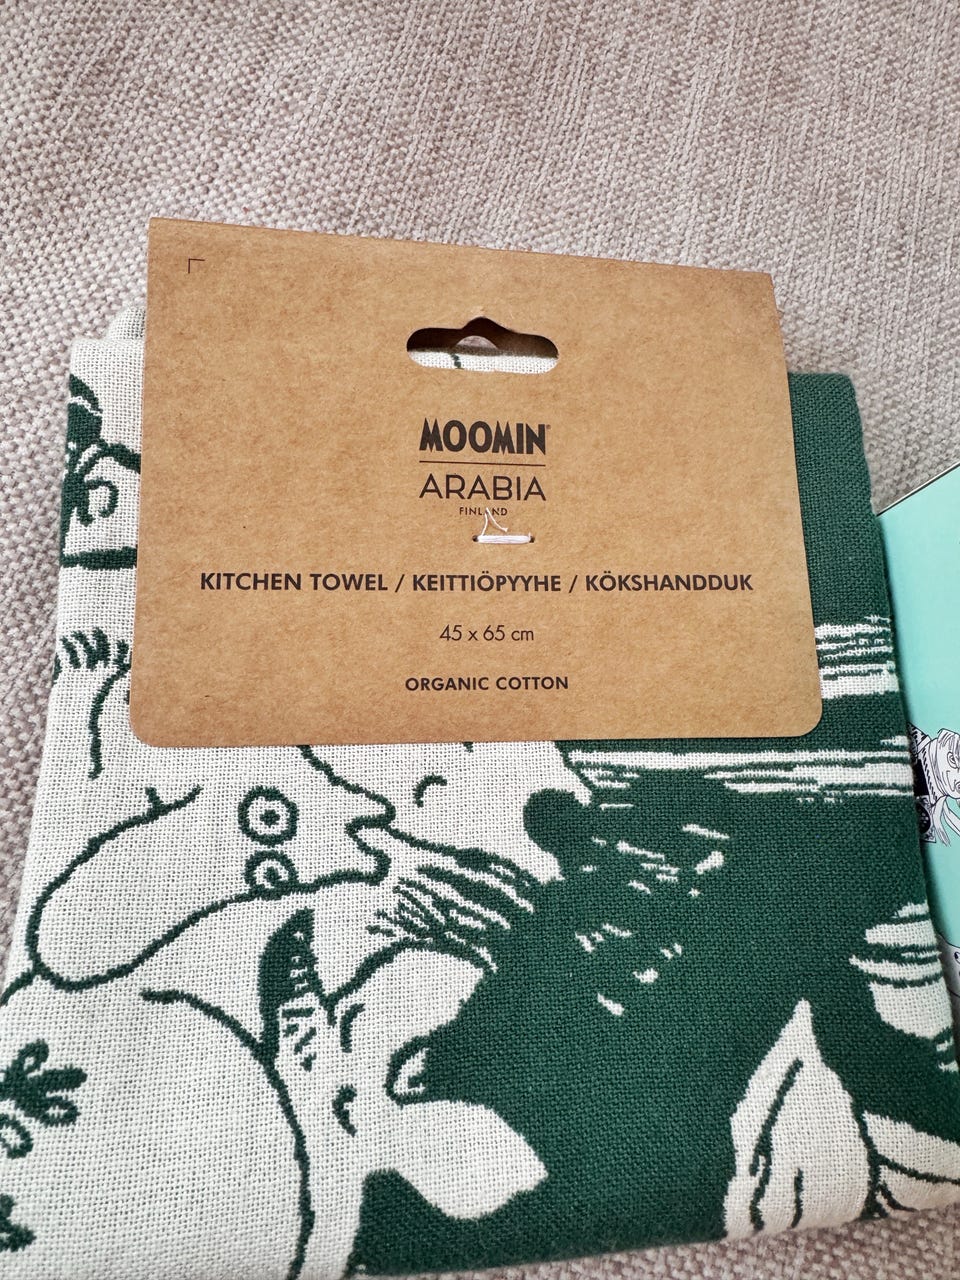 MOOMIN®
ARABIA
FINLAND
KITCHEN TOWEL / KEITTIÖPYYHE / KÖKSHANDDUK
45 x 65 cm
ORGANIC COTTON